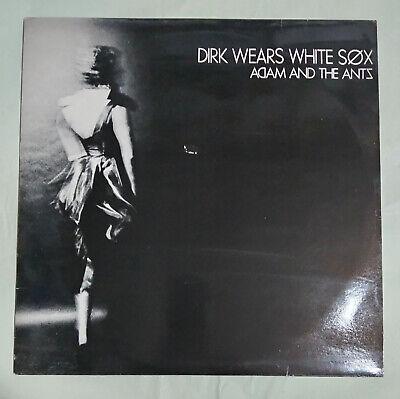 DIRK WEARS WHITE SØX
ADAM AND THE ANTS